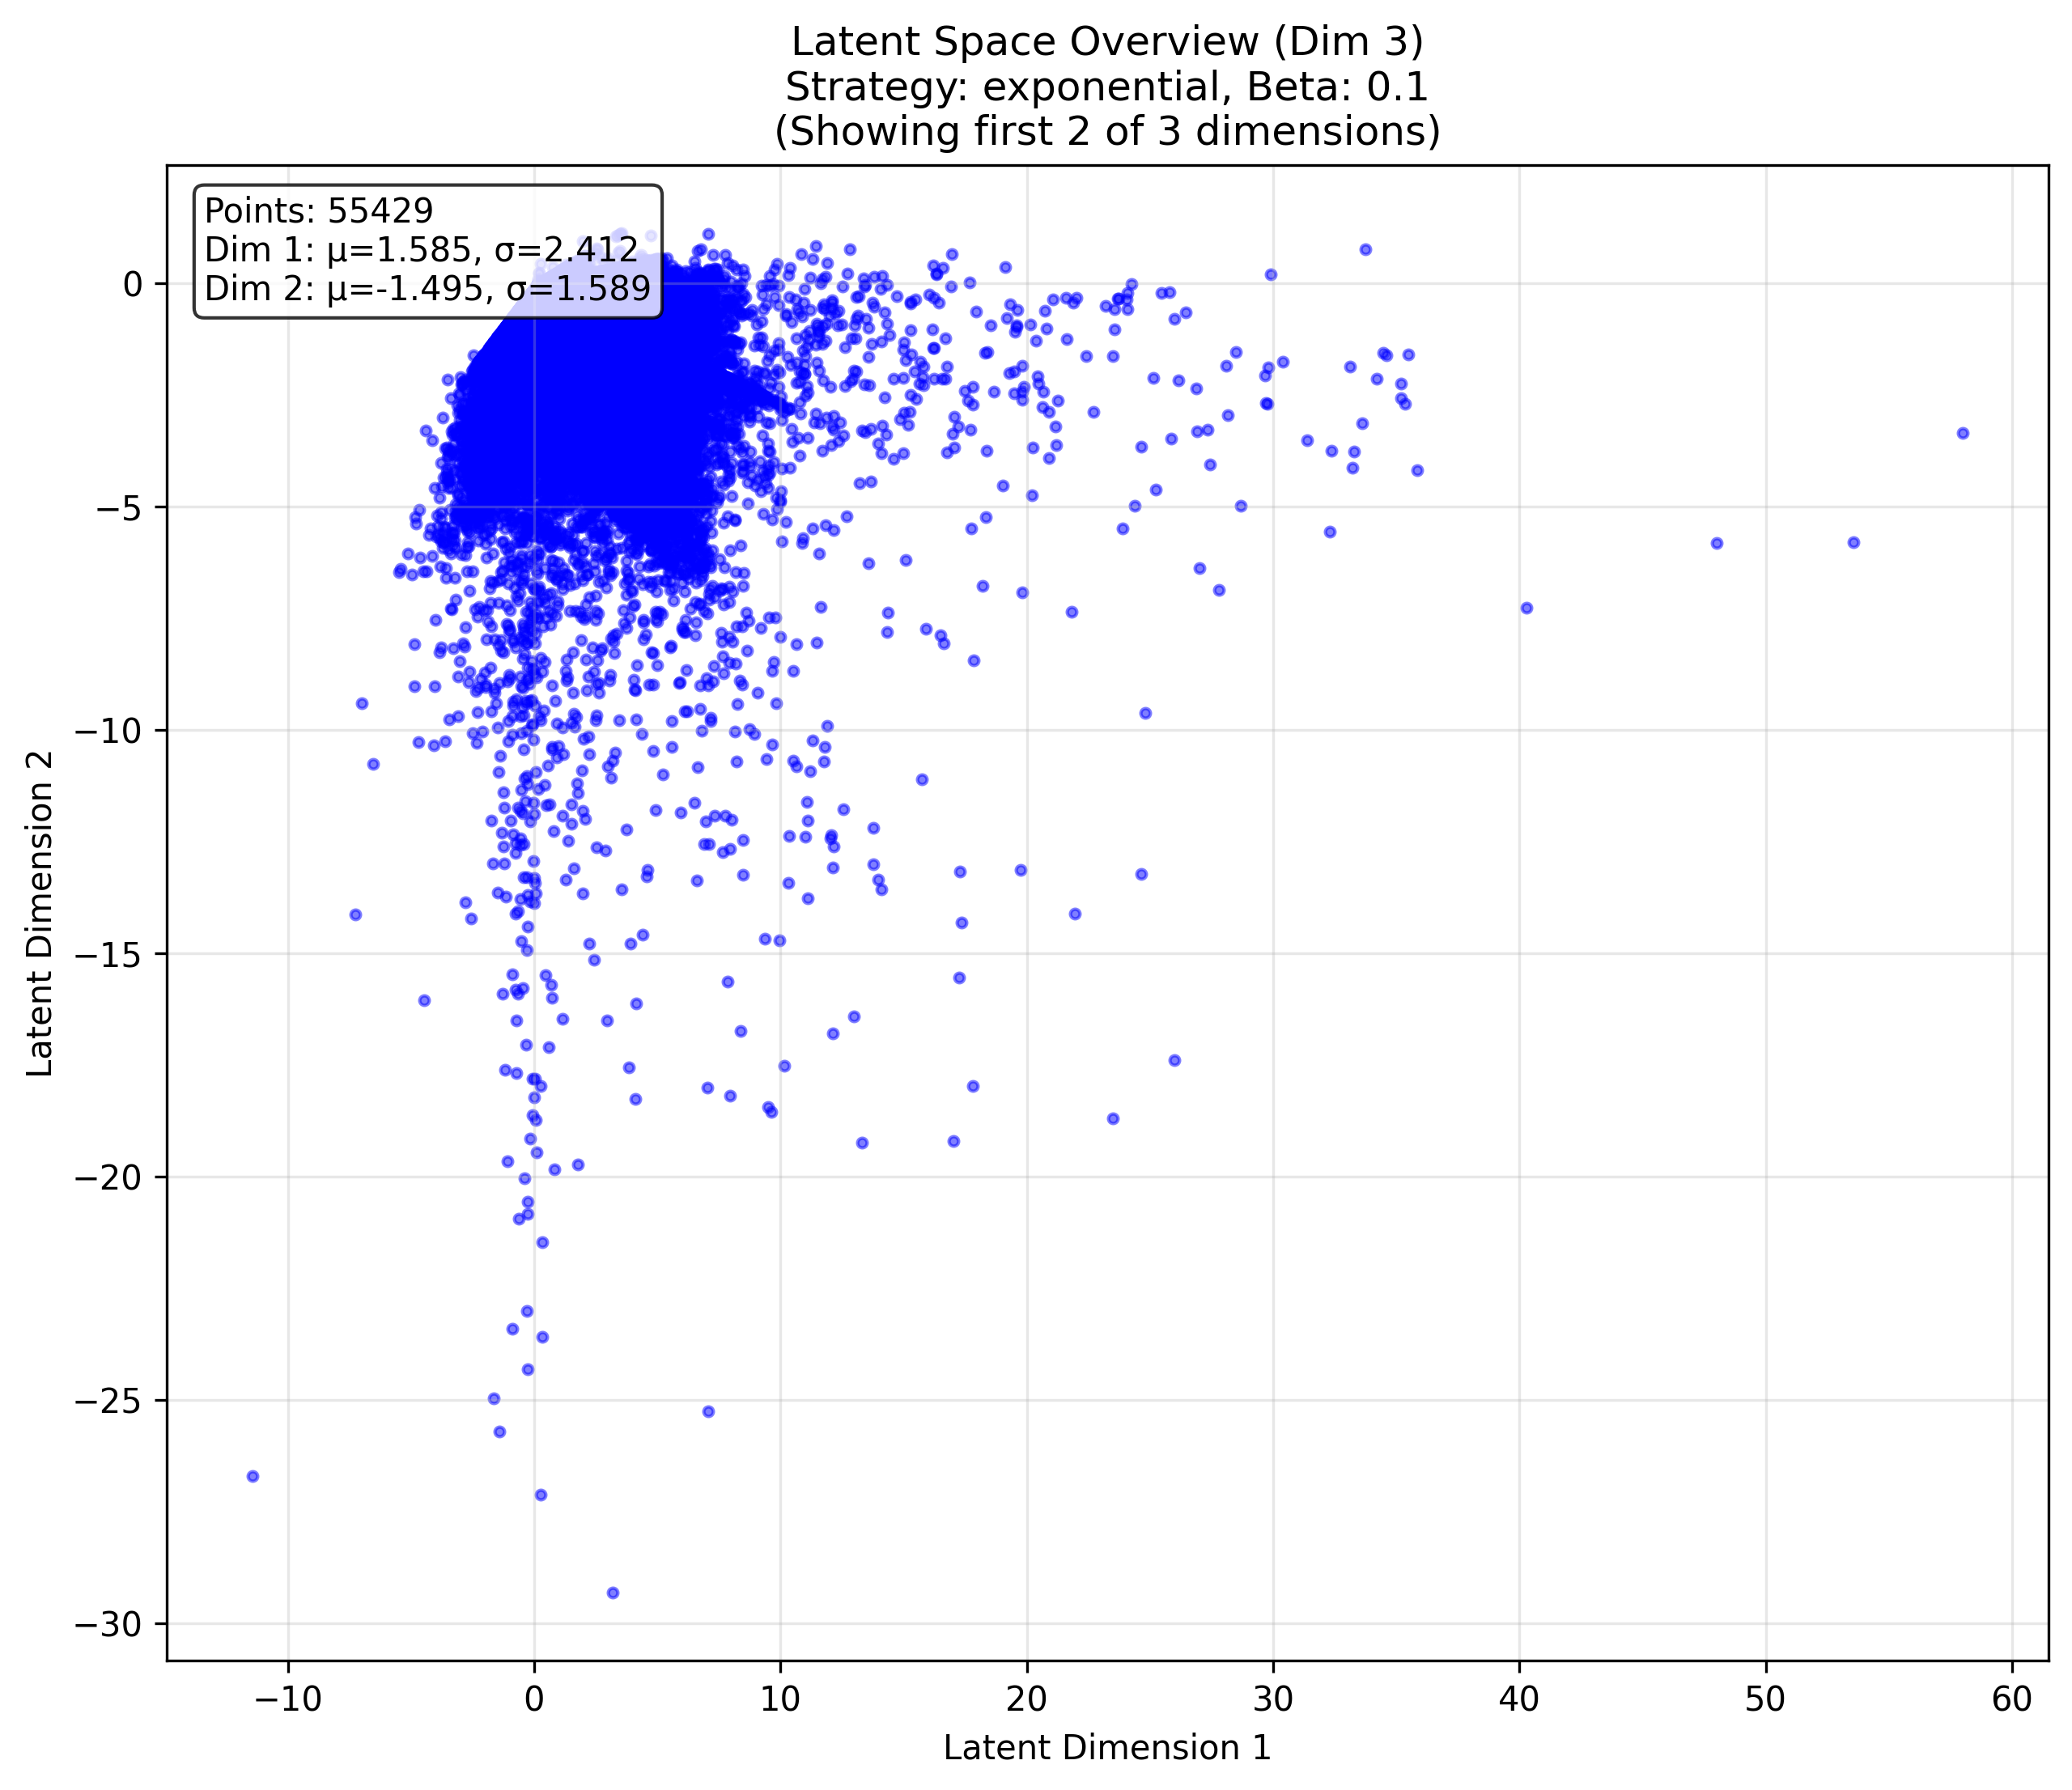 Latent Space Overview (Dim 3)
Strategy: exponential, Beta: 0.1
(Showing first 2 of 3 dimensions)
Points: 55429
Dim 1: μ=1.585, σ=2.412
Dim 2: μ=-1.495, σ=1.589
0
−5
−10
−15
−20
−25
−30
Latent Dimension 2
−10
0
10
20
30
40
50
60
Latent Dimension 1